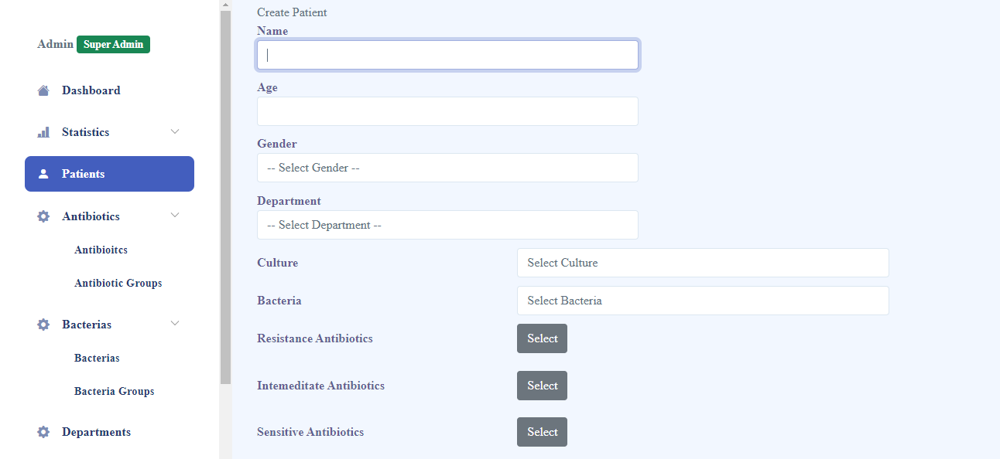 Admin Super Admin
Dashboard
Statistics
Patients
Antibiotics
Antibioitcs
Antibiotic Groups
Bacterias
Bacterias
Bacteria Groups
Departments
Create Patient
Name
Age
Gender
-- Select Gender --
Department
-- Select Department --
Culture Select Culture
Bacteria Select Bacteria
Resistance Antibiotics Select
Intemeditate Antibiotics Select
Sensitive Antibiotics Select